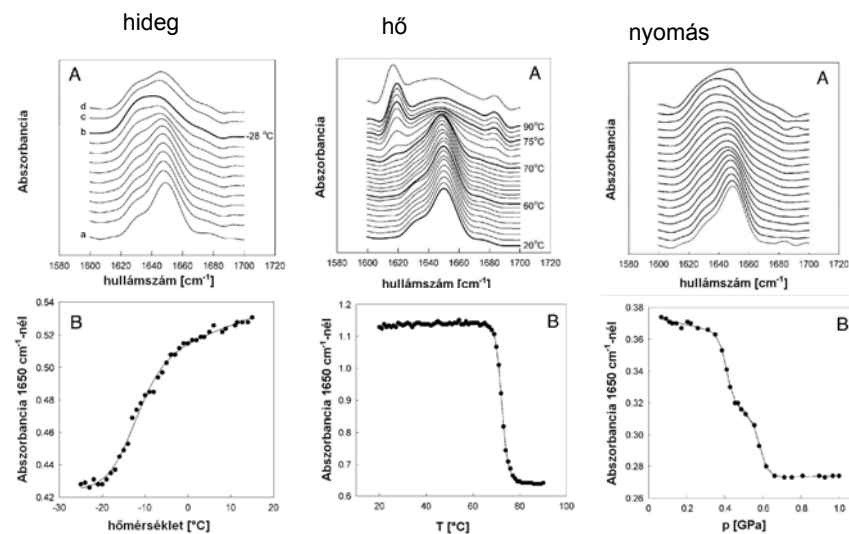 hideg
hő
nyomás
A
d
c
b
a
-28 °C
Abszorbancia
1580 1600 1620 1640 1660 1680 1700 1720
hullámszám [cm⁻¹]
A
90°C
75°C
70°C
60°C
20°C
Abszorbancia
1580 1600 1620 1640 1660 1680 1700 1720
hullámszám [cm⁻¹]
A
Abszorbancia
1580 1600 1620 1640 1660 1680 1700 1720
hullámszám [cm⁻¹]
B
Abszorbancia 1650 cm⁻¹-nél
0.54
0.52
0.50
0.48
0.46
0.44
0.42
-30 -20 -10 0 10 20
hőmérséklet [°C]
B
Abszorbancia 1650 cm⁻¹-nél
1.2
1.1
1.0
0.9
0.8
0.7
0.6
20 40 60 80 100
T [°C]
B
Abszorbancia 1650 cm⁻¹-nél
0.39
0.36
0.33
0.30
0.28
0.26
0.0 0.2 0.4 0.6 0.8 1.0
p [GPa]